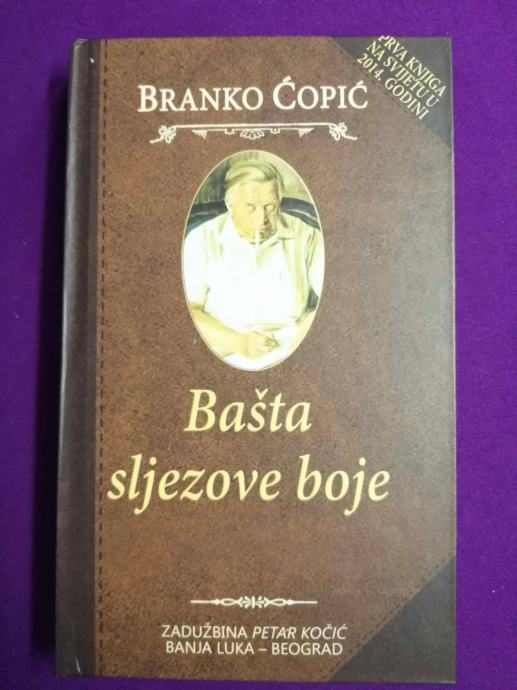 BRANKO ĆOPIĆ
PRVA KNJIGA
NA SVIJETU U
2014. GODINI
Bašta
sljezove boje
ZADUŽBINA PETAR KOČIĆ
BANJA LUKA – BEOGRAD